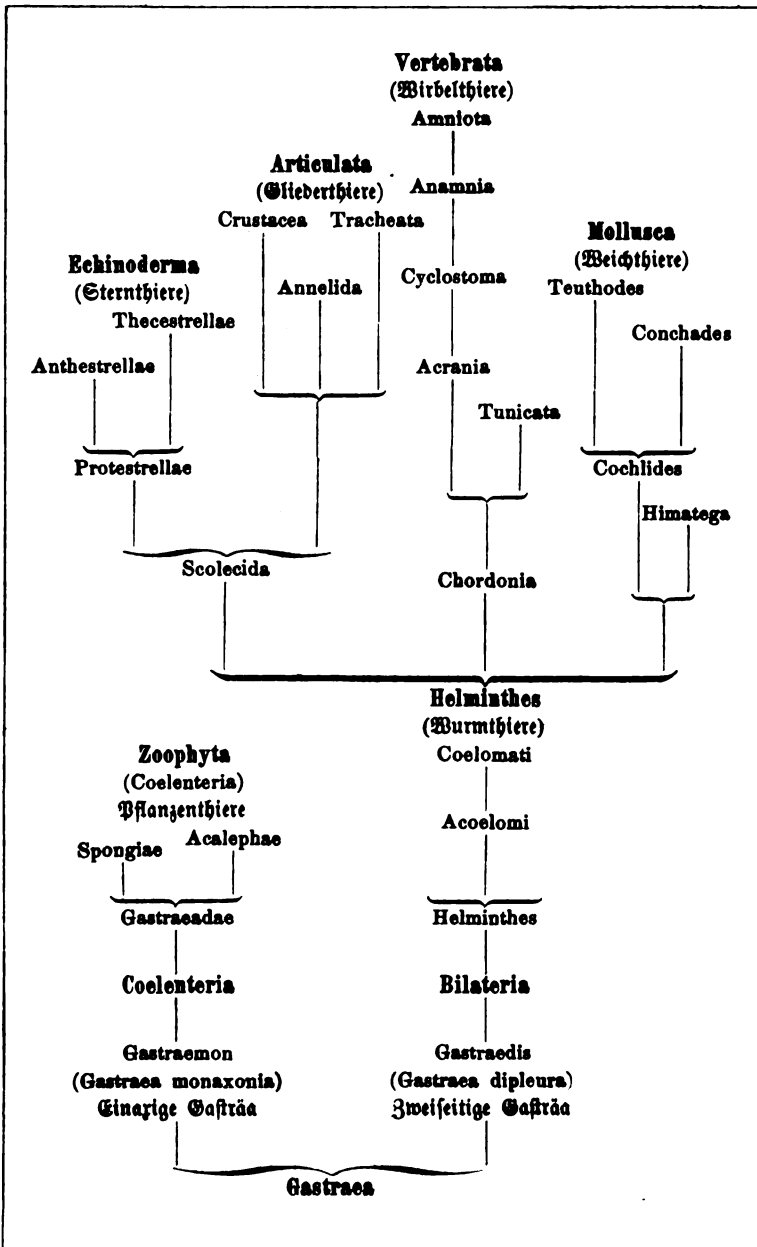 Vertebrata
(Wirbelthiere)
Amniota
Articulata
(Gliederthiere)
Anamnia
Crustacea Tracheata
Mollusca
(Weichthiere)
Echinoderma
(Sternthiere)
Annelida
Cyclostoma
Teuthodes
Thecestrellae
Conchades
Anthestrellae
Acrania
Tunicata
Protestrellae
Cochlides
Himatega
Scolecida
Chordonia
Helminthes
(Wurmthiere)
Zoophyta
(Coelenteria)
Pflanzenthiere
Coelomati
Acoelomi
Spongiae
Acalephae
Gastraeadae
Helminthes
Coelenteria
Bilateria
Gastraemon
(Gastraea monaxonia)
Einaxige Gasträa
Gastraedis
(Gastraea dipleura)
Zweiseitige Gasträa
Gastraea